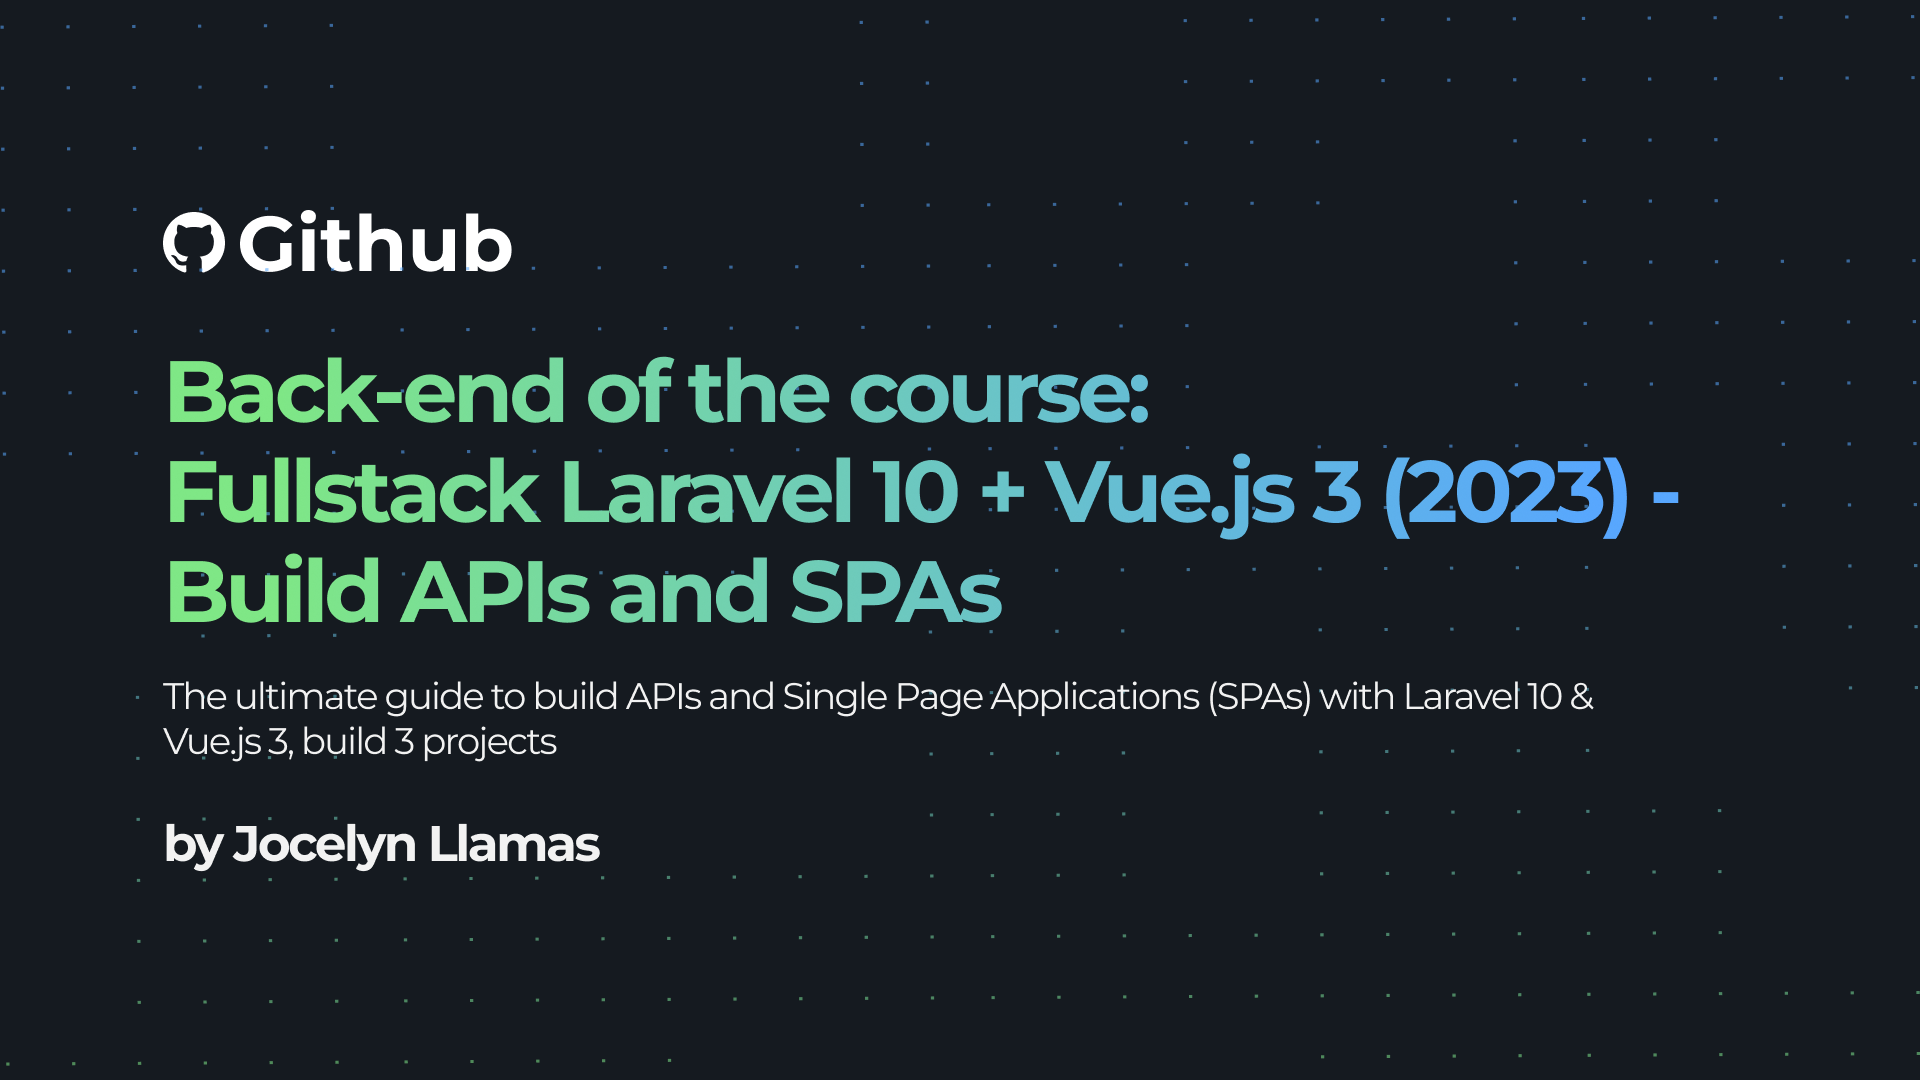 Github
Back-end of the course:
Fullstack Laravel 10 + Vue.js 3 (2023) -
Build APIs and SPAs
The ultimate guide to build APIs and Single Page Applications (SPAs) with Laravel 10 &
Vue.js 3, build 3 projects
by Jocelyn Llamas